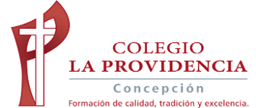 COLEGIO
LA PROVIDENCIA
Concepción
Formación de calidad, tradición y excelencia.